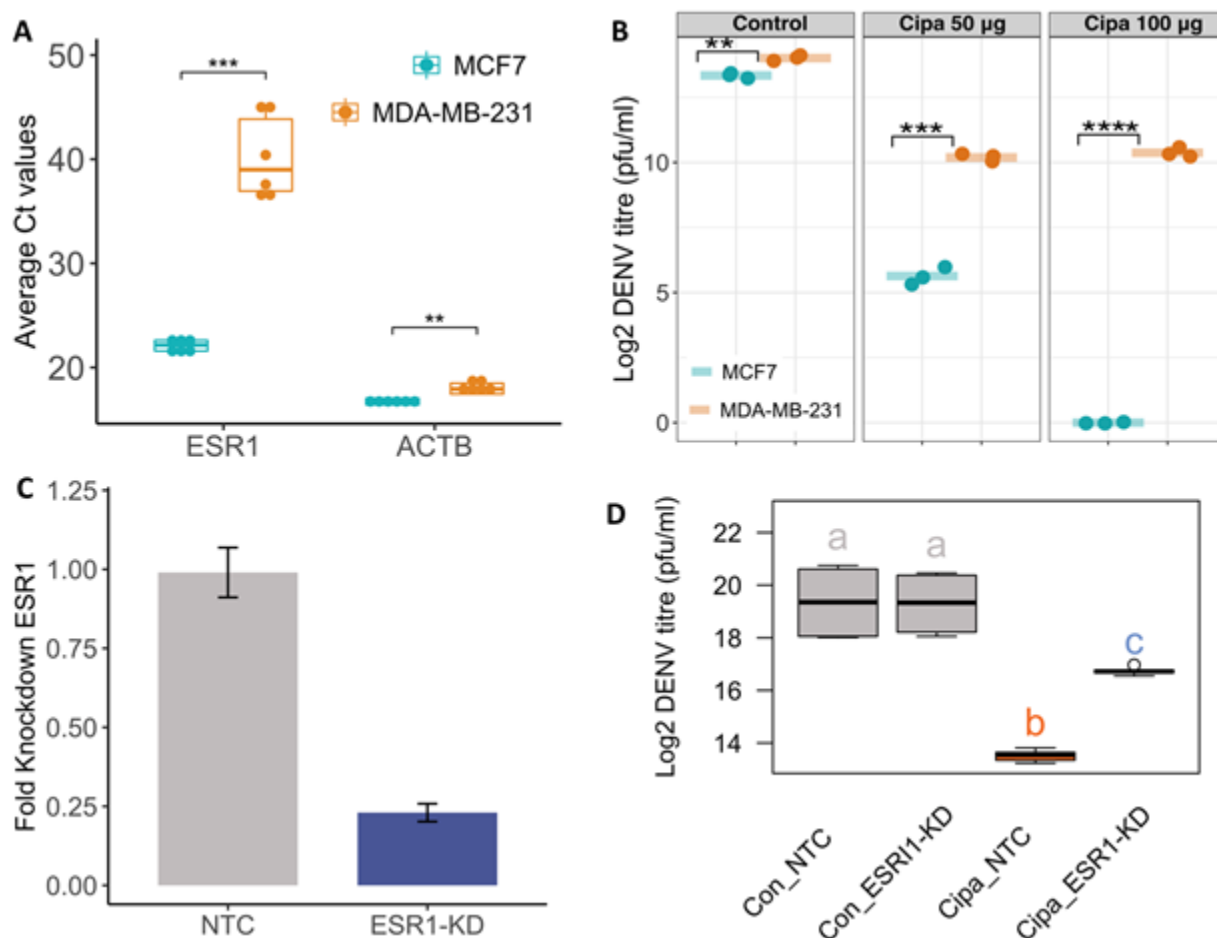 A
50
40
30
20
Average Ct values
***
**
MCF7
MDA-MB-231
ESR1
ACTB
B
Control
Cipa 50 µg
Cipa 100 µg
**
***
****
10
5
0
Log2 DENV titre (pfu/ml)
MCF7
MDA-MB-231
C
1.25
1.00
0.75
0.50
0.25
0.00
Fold Knockdown ESR1
NTC
ESR1-KD
D
22
20
18
16
14
Log2 DENV titre (pfu/ml)
a
a
b
c
Con_NTC
Con_ESRI1-KD
Cipa_NTC
Cipa_ESR1-KD